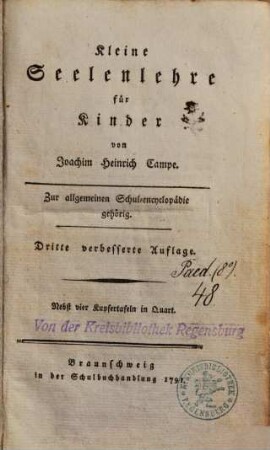 Kleine
Seelenlehre
für
Kinder
von
Joachim Heinrich Campe.
Zur allgemeinen Schulencyclopädie
gehörig.
Dritte verbesserte Auflage.
Paed. 187.
48
Nebst vier Kupfertafeln in Quart.
Von der Kreisbibliothek Regensburg
Braunschweig
in der Schulbuchhandlung